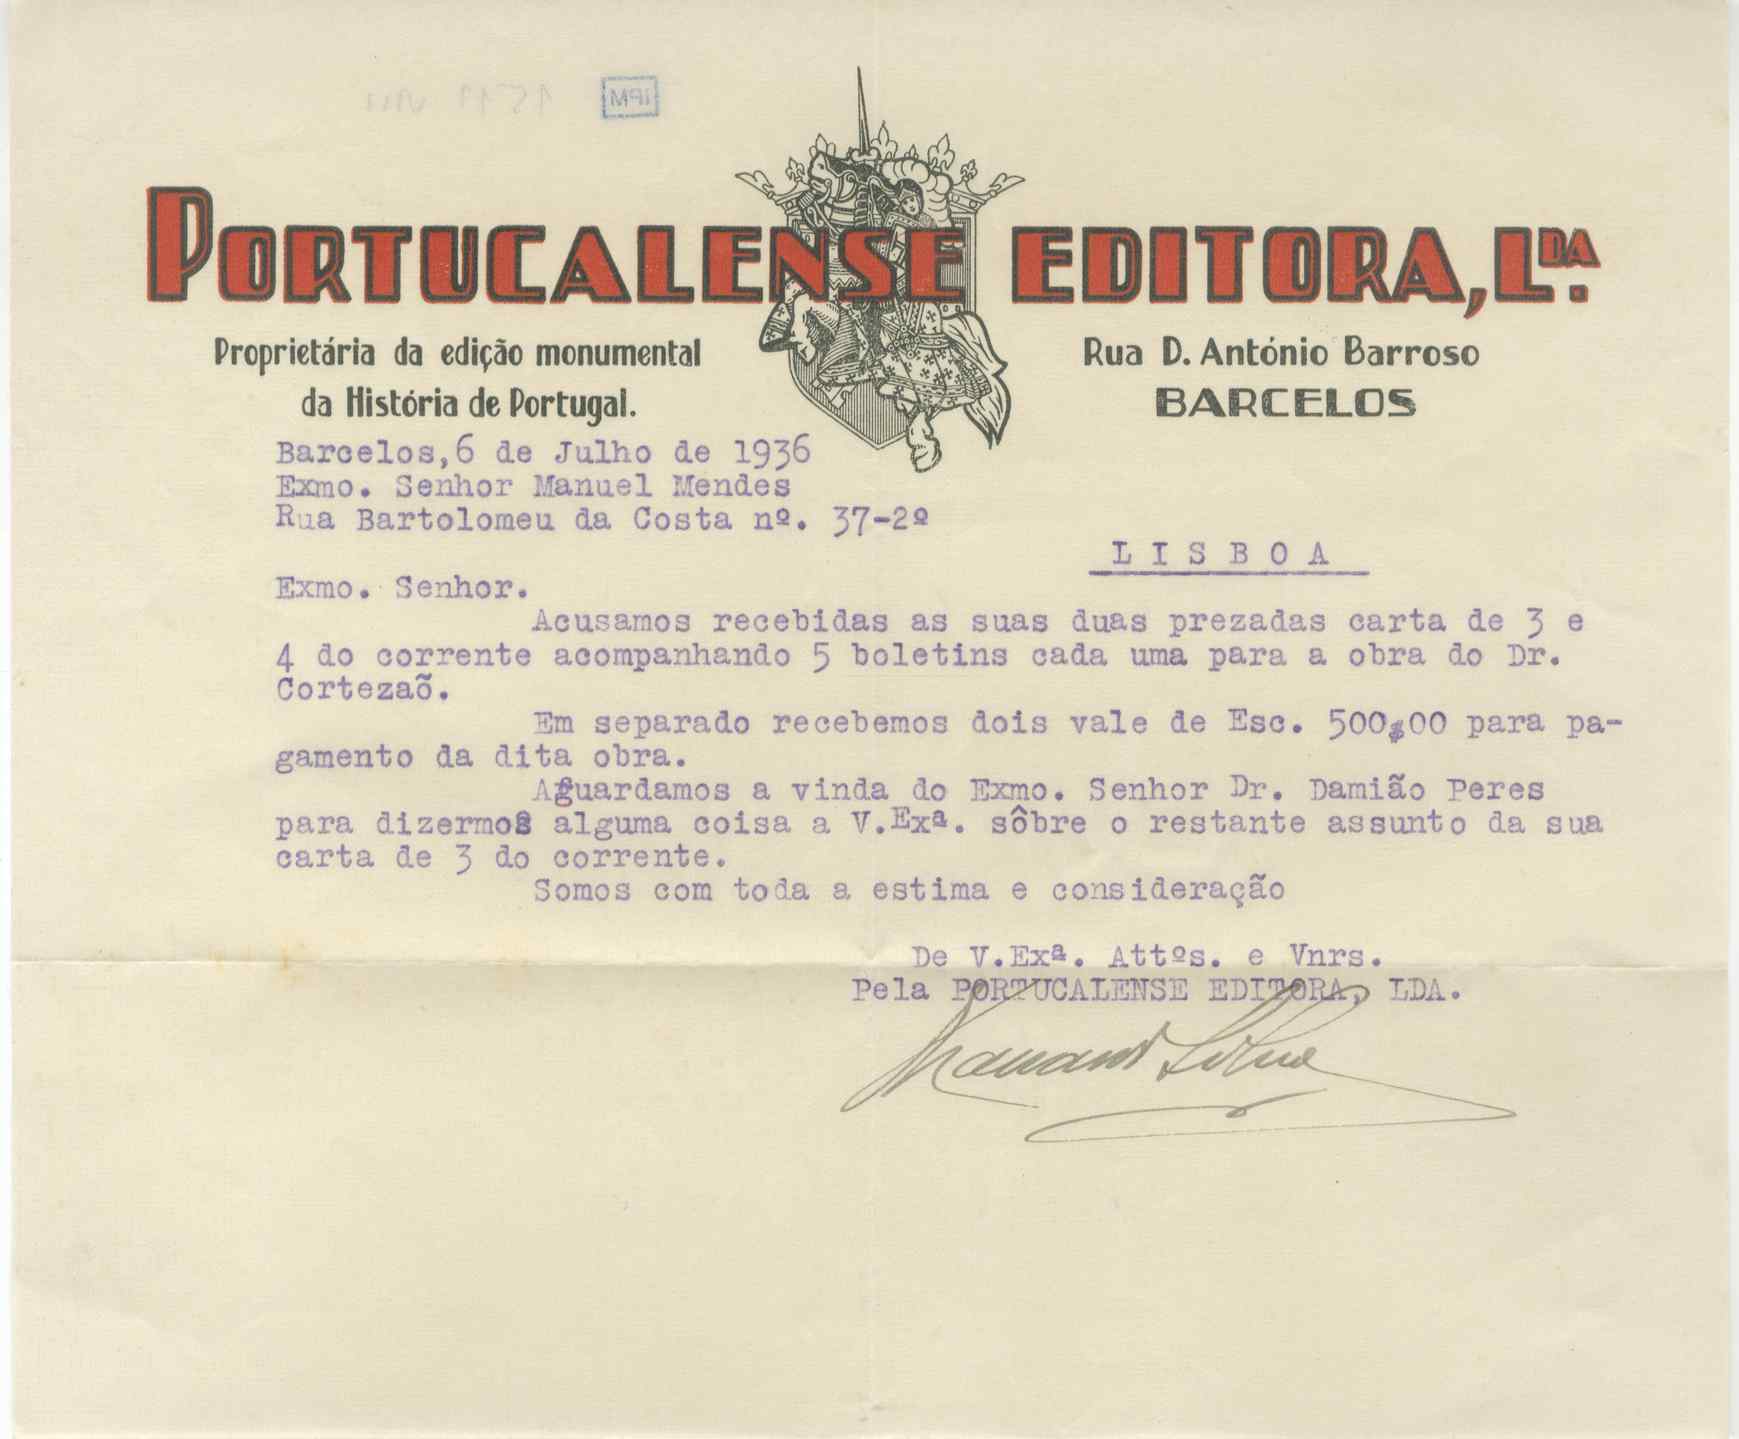 PORTUCALENSE EDITORA, LDA.
Proprietária da edição monumental
da História de Portugal.
Rua D. António Barroso
BARCELOS
Barcelos,6 de Julho de 1936
Exmo. Senhor Manuel Mendes
Rua Bartolomeu da Costa nº. 37-2º
LISBOA
Exmo. Senhor.
Acusamos recebidas as suas duas prezadas carta de 3 e
4 do corrente acompanhando 5 boletins cada uma para a obra do Dr.
Cortezaõ.
Em separado recebemos dois vale de Esc. 500$00 para pa-
gamento da dita obra.
Aguardamos a vinda do Exmo. Senhor Dr. Damião Peres
para dizermos alguma coisa a V.Exª. sôbre o restante assunto da sua
carta de 3 do corrente.
Somos com toda a estima e consideração
De V.Exª. Attºs. e Vnrs.
Pela PORTUCALENSE EDITORA, LDA.